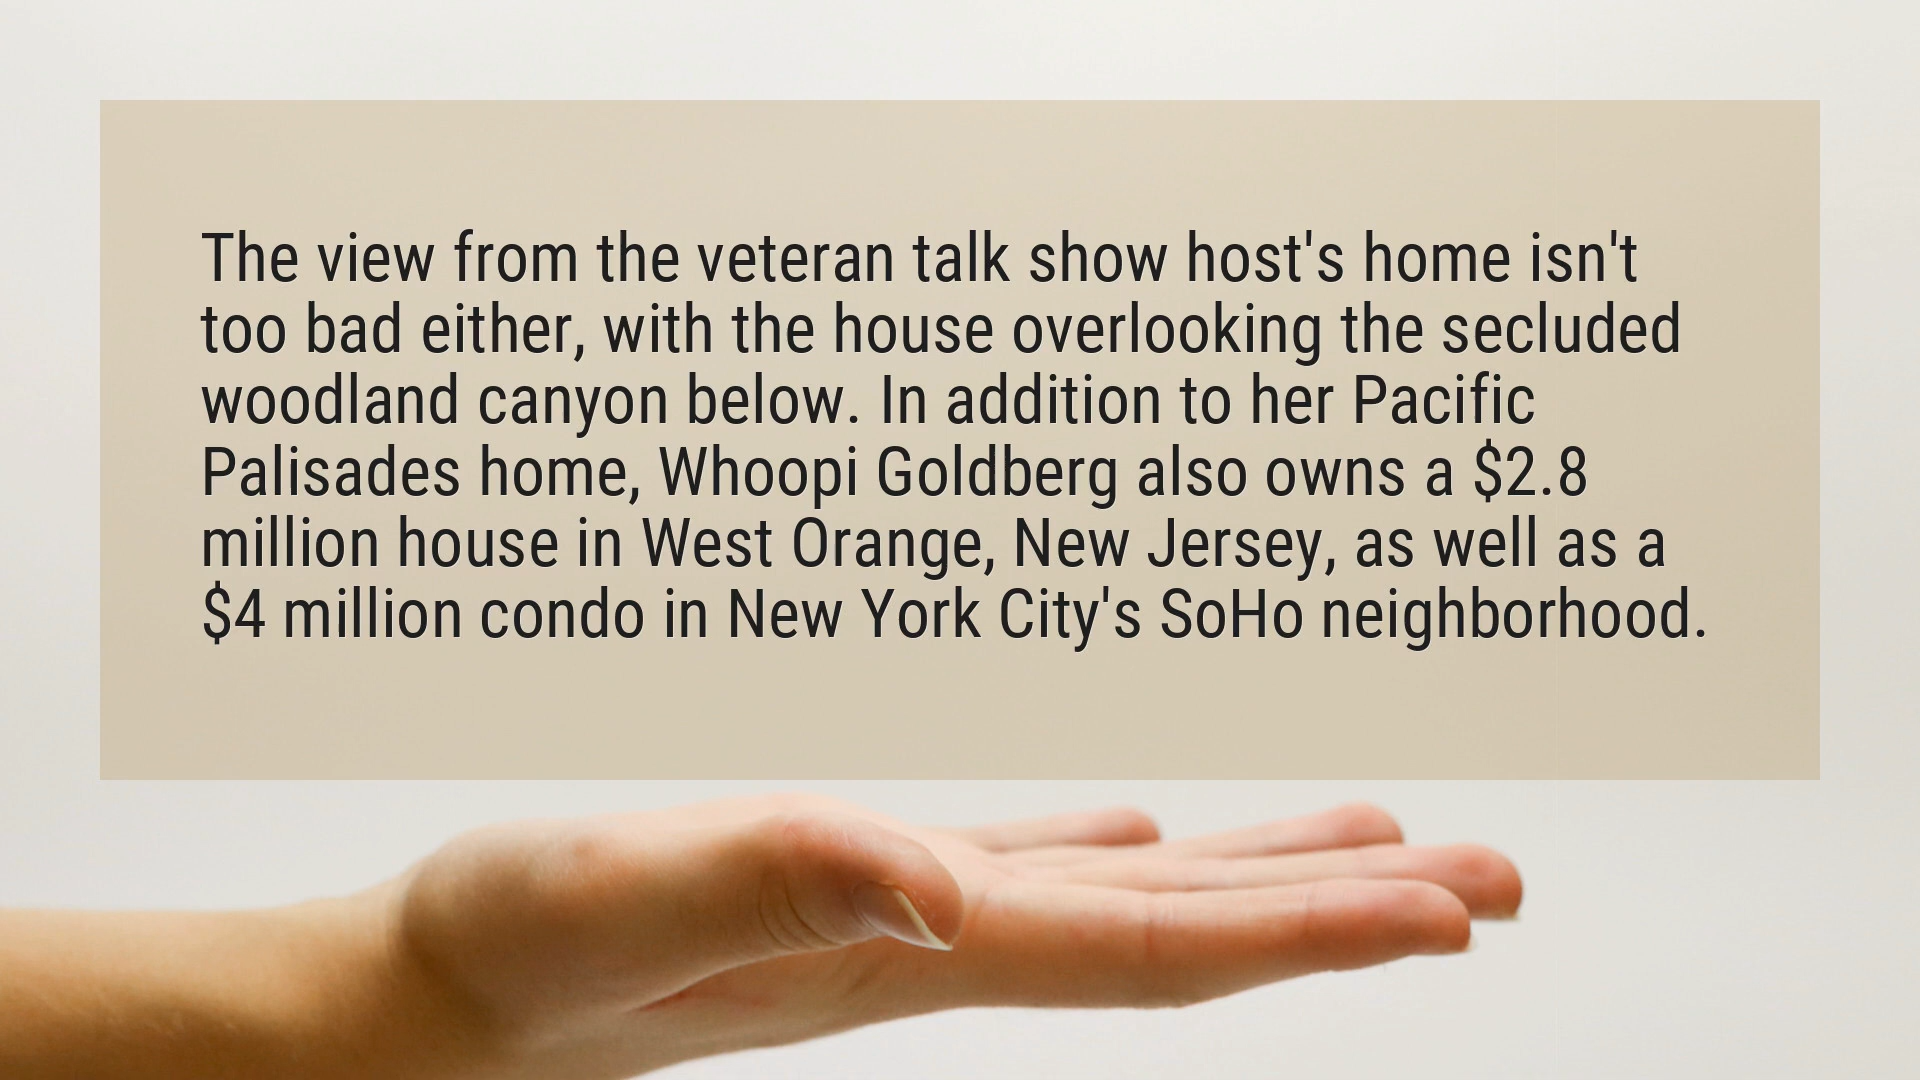 The view from the veteran talk show host's home isn't
too bad either, with the house overlooking the secluded
woodland canyon below. In addition to her Pacific
Palisades home, Whoopi Goldberg also owns a $2.8
million house in West Orange, New Jersey, as well as a
$4 million condo in New York City's SoHo neighborhood.